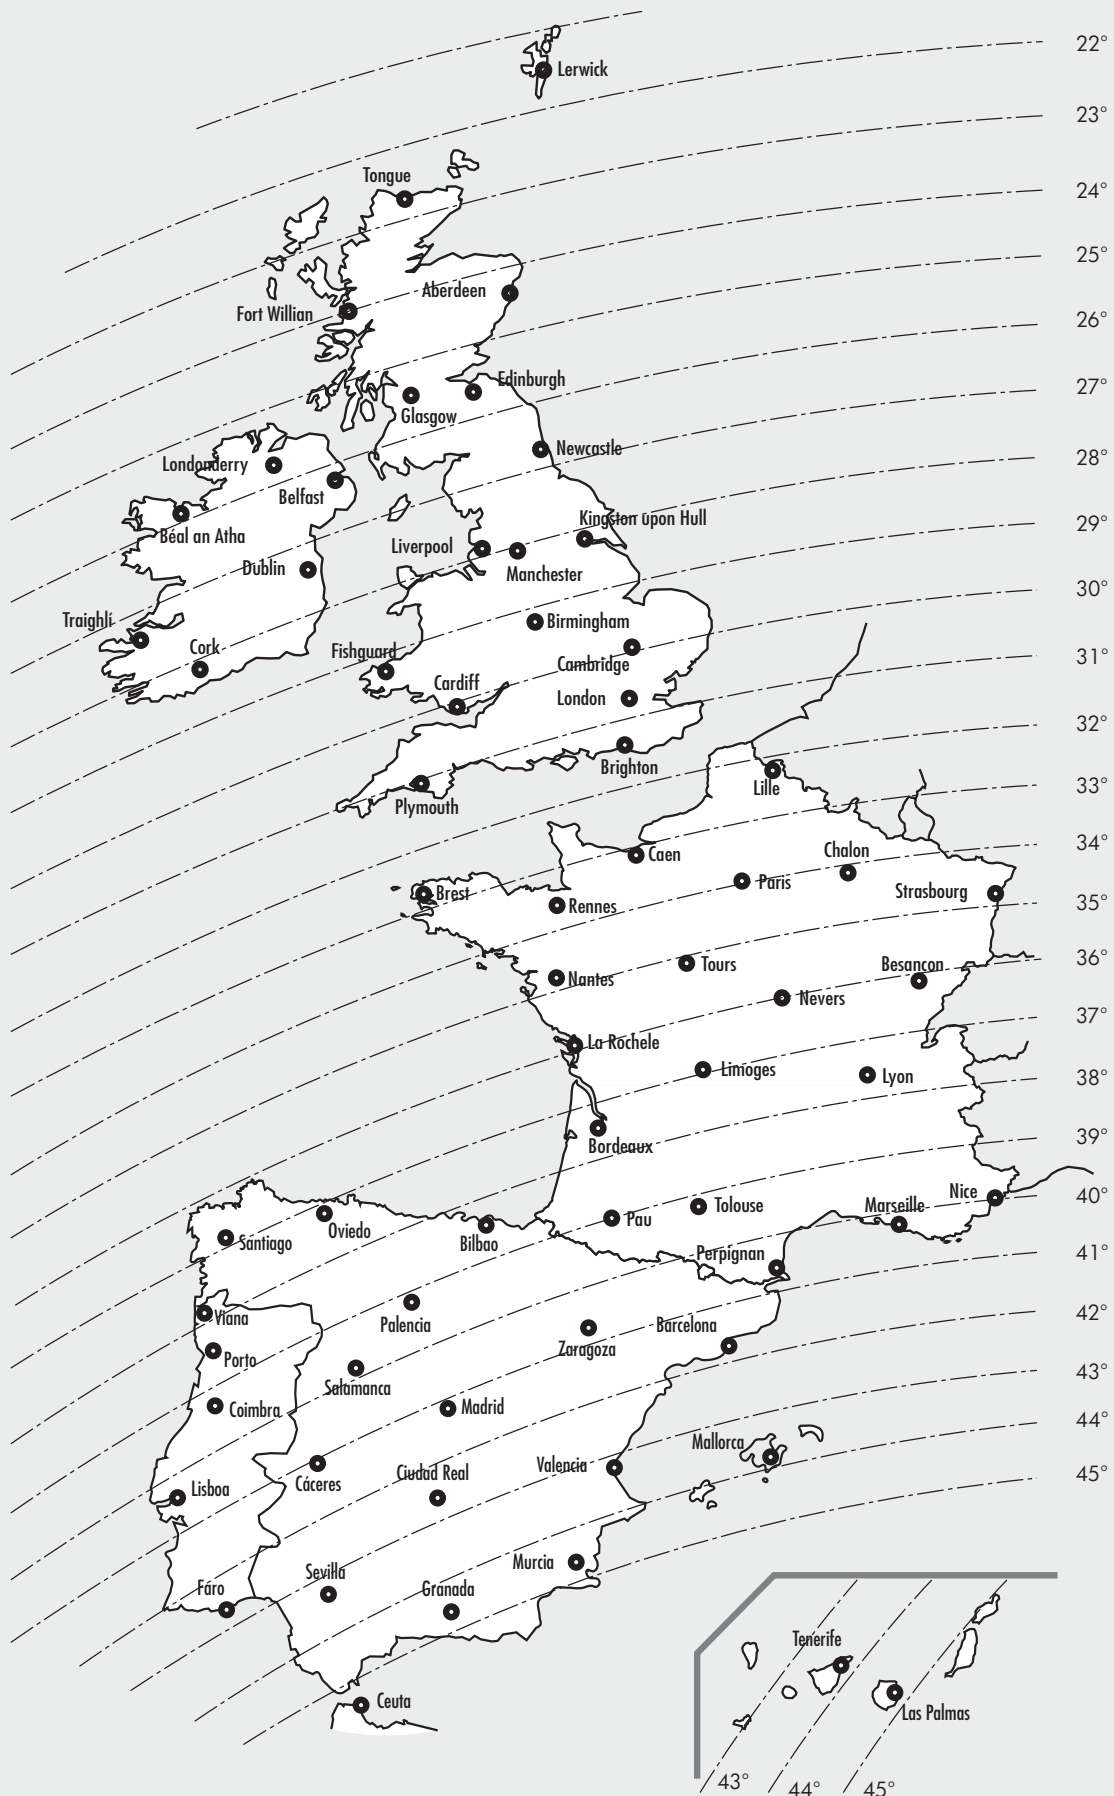 22°
Lerwick
23°
Tongue
24°
25°
Aberdeen
Fort Willian
26°
Edinburgh
27°
Glasgow
Newcastle
28°
Londonderry
Belfast
Kingston upon Hull
29°
Béal an Atha
Liverpool
Manchester
Dublin
30°
Traighlí
Birmingham
Cork
Fishguard
Cambridge
31°
Cardiff
London
32°
Brighton
33°
Lille
Plymouth
34°
Caen
Chalon
Paris
Brest
Strasbourg
35°
Rennes
36°
Tours
Besancon
Nantes
Nevers
37°
La Rochele
Limoges
Lyon
38°
39°
Bordeaux
40°
Nice
Tolouse
Marseille
Pau
Oviedo
Santiago
Bilbao
Perpignan
41°
42°
Viana
Palencia
Barcelona
Zaragoza
Porto
43°
Salamanca
Coimbra
Madrid
44°
Mallorca
Valencia
45°
Ciudad Real
Cáceres
Lisboa
Murcia
Sevilla
Fáro
Granada
Tenerife
Ceuta
Las Palmas
43°
44°
45°